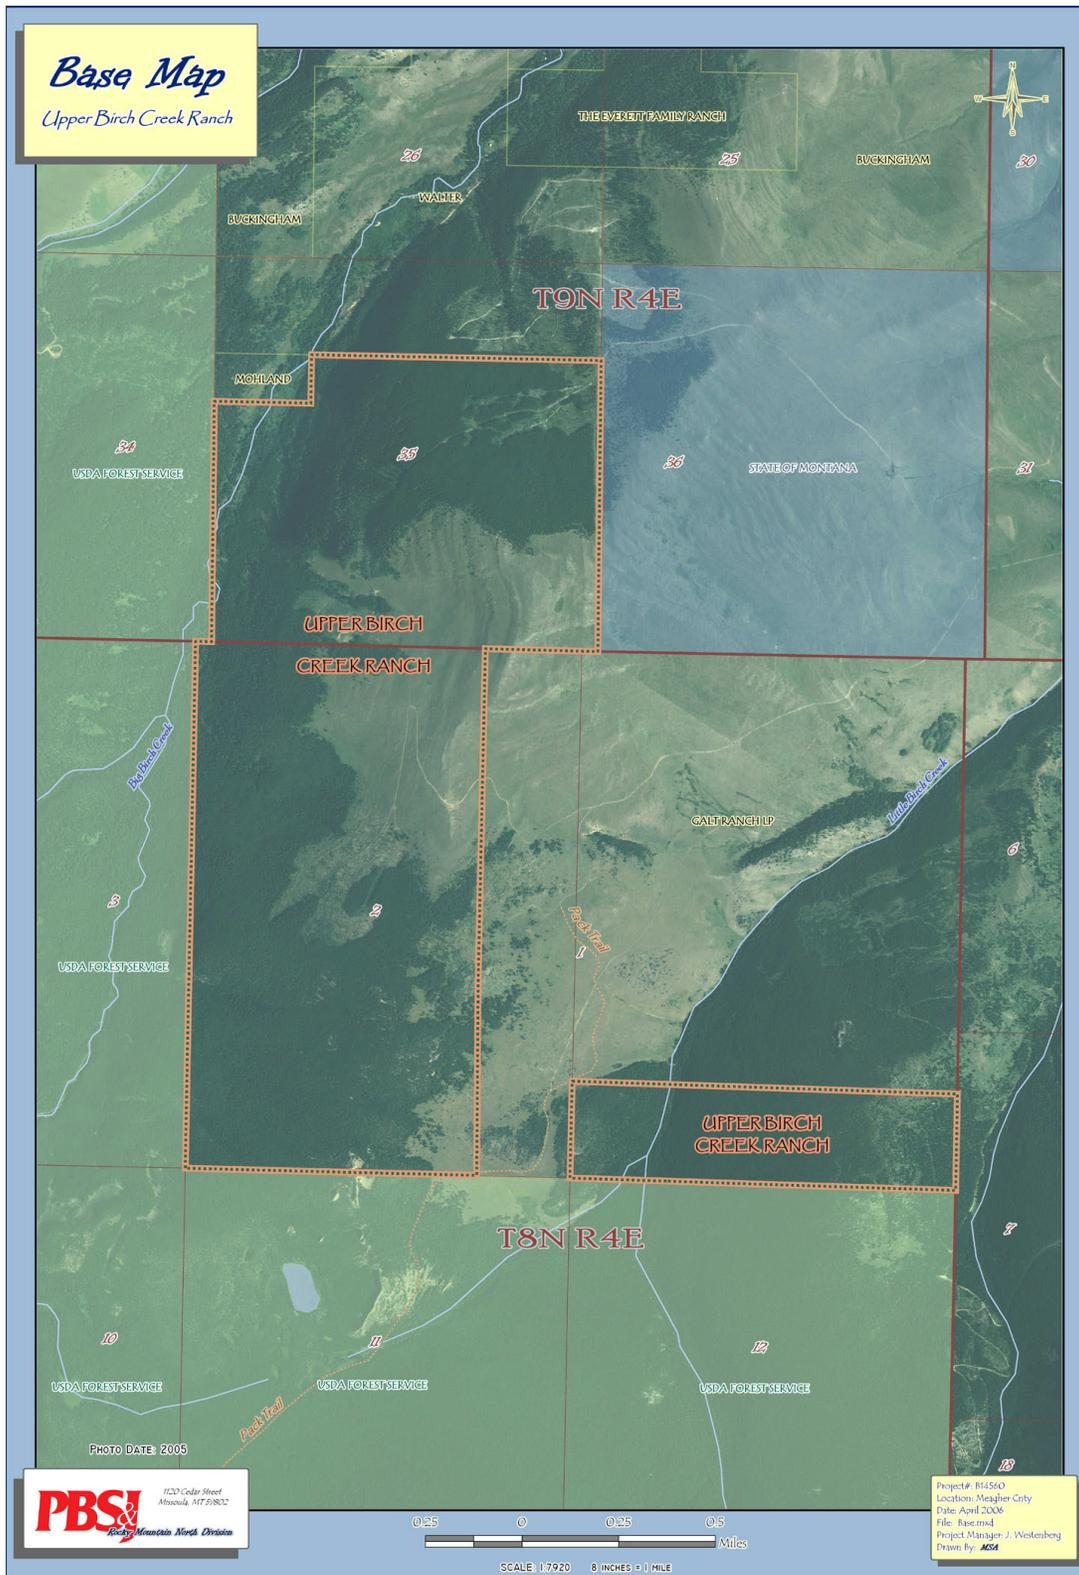 Base Map
Upper Birch Creek Ranch
N
W
E
S
THE EVERETT FAMILY RANCH
26
25
BUCKINGHAM
30
WALTER
BUCKINGHAM
T9N R4E
MOHLAND
34
USDA FOREST SERVICE
35
36
STATE OF MONTANA
31
UPPER BIRCH
CREEK RANCH
Big Birch Creek
Little Birch Creek
GALT RANCH LP
6
3
2
Pack Trail
1
USDA FOREST SERVICE
UPPER BIRCH
CREEK RANCH
T8N R4E
7
10
11
12
USDA FOREST SERVICE
USDA FOREST SERVICE
USDA FOREST SERVICE
Pack Trail
PHOTO DATE: 2005
18
PBS&J
1120 Cedar Street
Missoula, MT 59802
Rocky Mountain North Division
0.25 0 0.25 0.5
Miles
SCALE: 1:7920 8 INCHES = 1 MILE
Project#: B14560
Location: Meagher Cnty
Date: April 2006
File: Base.mxd
Project Manager: J. Westenberg
Drawn By: MSA